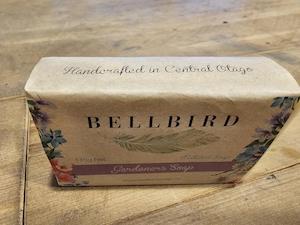 Handcrafted in Central Otago
BELLBIRD
Gardeners Soap